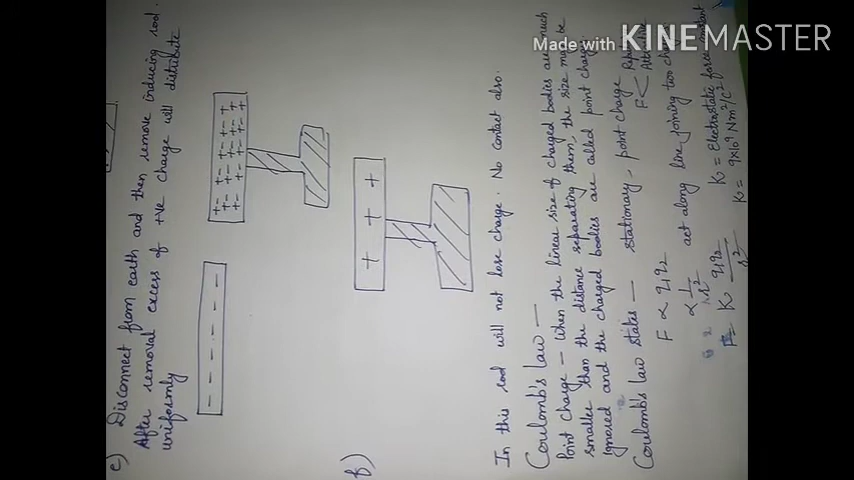 e) Disconnect from earth and then remove inducing rod.
After removal excess of +ve charge will distribute
uniformly
- - - - - - -
+- +- +- +- +-
+- +- +- +- +-
+- +- +- +- +
f)
+ + +
In this rod will not lose charge. No contact also.
Coulomb's law —
Point charge — when the linear size of charged bodies are much
smaller than the distance separating them, the size may be
ignored and the charged bodies are called point charge.
Coulomb's law states — stationary, point charge
F <
F ∝ q1q2
∝ 1/r² act along line joining two
F = K q1q2/r² K = Electrostatic force constant
K = 9x10⁹ Nm²/C²
Made with KINEMASTER